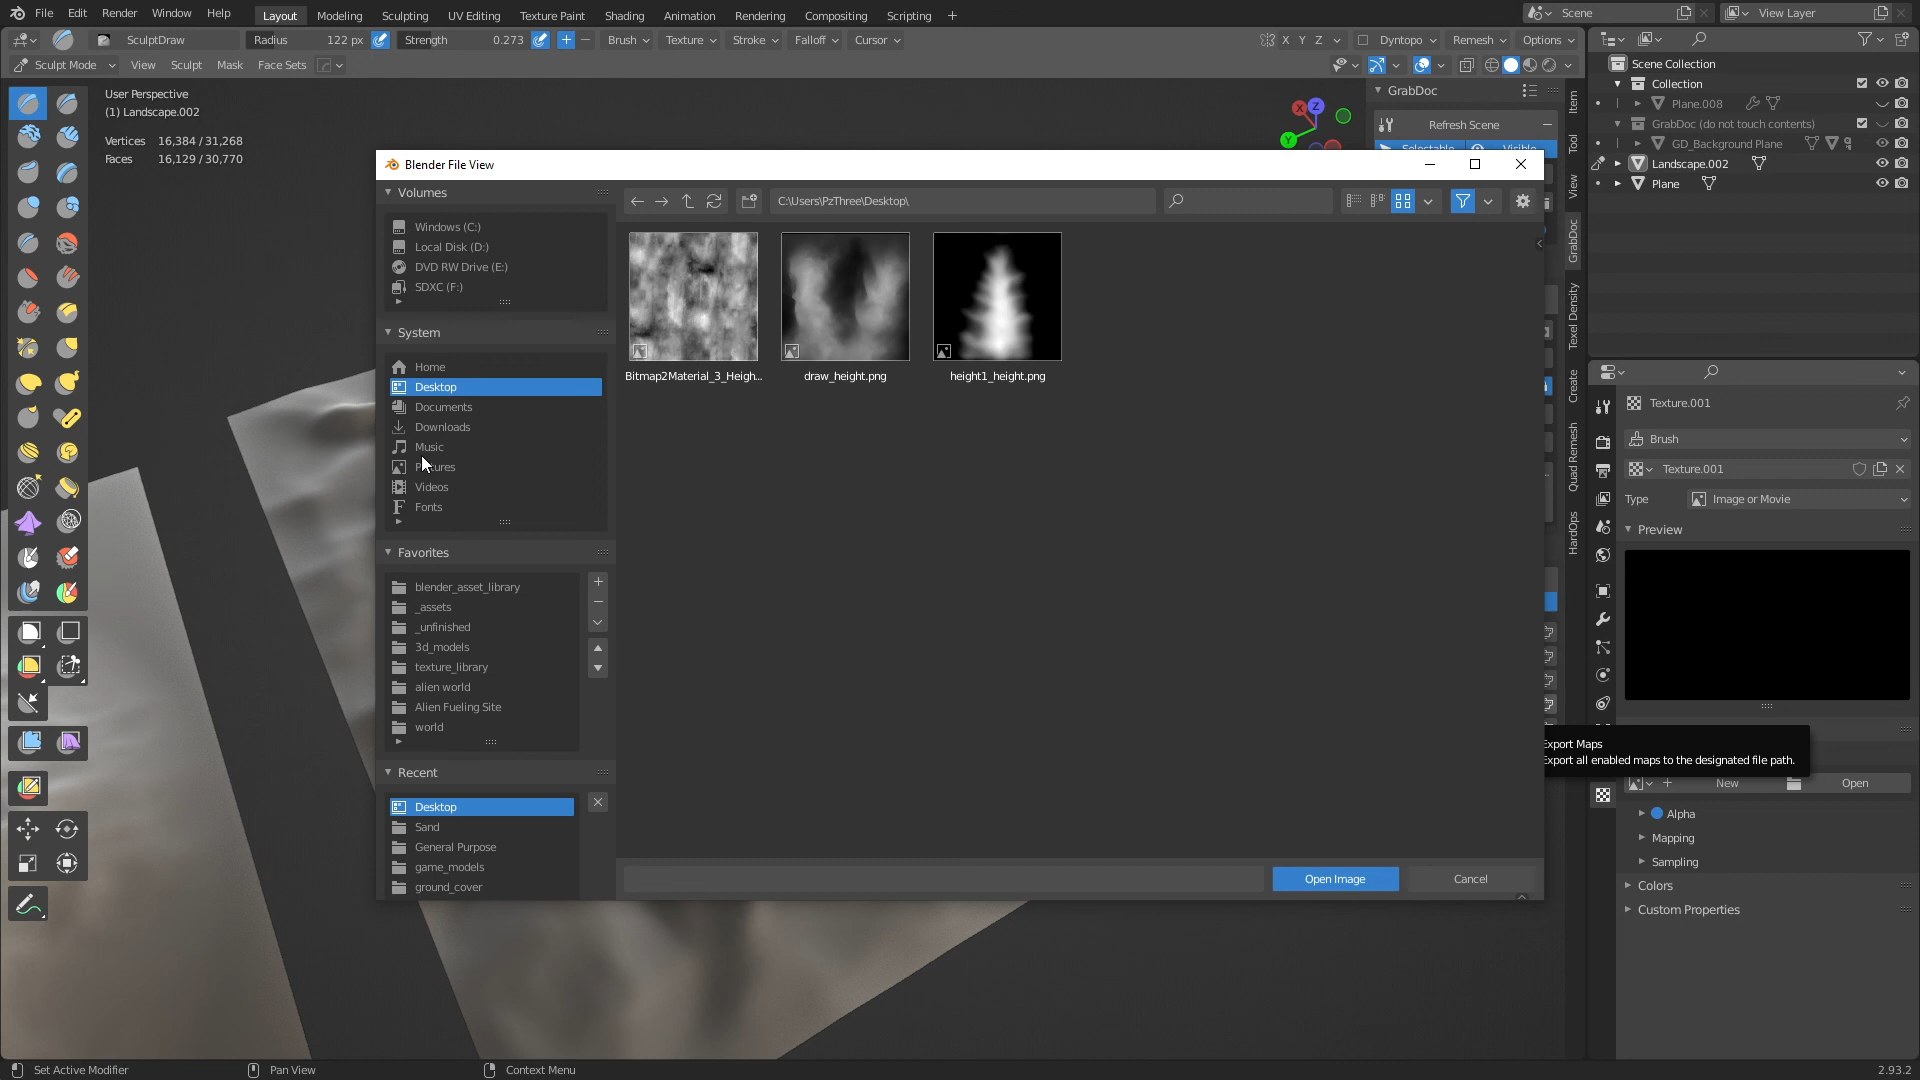 File Edit Render Window Help Layout Modeling Sculpting UV Editing Texture Paint Shading Animation Rendering Compositing Scripting + Scene View Layer
SculptDraw Radius 122 px Strength 0.273 Brush Texture Stroke Falloff Cursor X Y Z Dyntopo Remesh Options
Sculpt Mode View Sculpt Mask Face Sets
User Perspective
(1) Landscape.002
Vertices 16,384 / 31,268
Faces 16,129 / 30,770
X Z
Y
GrabDoc
Refresh Scene
Selectable Visible
Item
Tool
View
GrabDoc
Texel Density
Create
Quad Remesh
HardOps
Blender File View
Volumes
Windows (C:)
Local Disk (D:)
DVD RW Drive (E:)
SDXC (F:)
System
Home
Desktop
Documents
Downloads
Music
Videos
Fonts
Favorites
blender_asset_library
_assets
_unfinished
3d_models
texture_library
alien world
Alien Fueling Site
world
Recent
Desktop
Sand
General Purpose
game_models
ground_cover
C:\Users\PzThree\Desktop\
Bitmap2Material_3_Heigh...
draw_height.png
height1_height.png
Open Image Cancel
Export Maps
Export all enabled maps to the designated file path.
Scene Collection
Collection
Plane.008
GrabDoc (do not touch contents)
GD_Background Plane
Landscape.002
Plane
Texture.001
Brush
Texture.001
Type Image or Movie
Preview
New Open
Alpha
Mapping
Sampling
Colors
Custom Properties
Set Active Modifier Pan View Context Menu 2.93.2